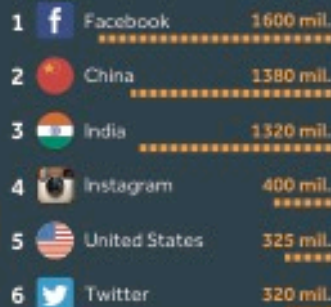 1 Facebook 1600 mil.
2 China 1380 mil.
3 India 1320 mil.
4 Instagram 400 mil.
5 United States 325 mil.
6 Twitter 320 mil.